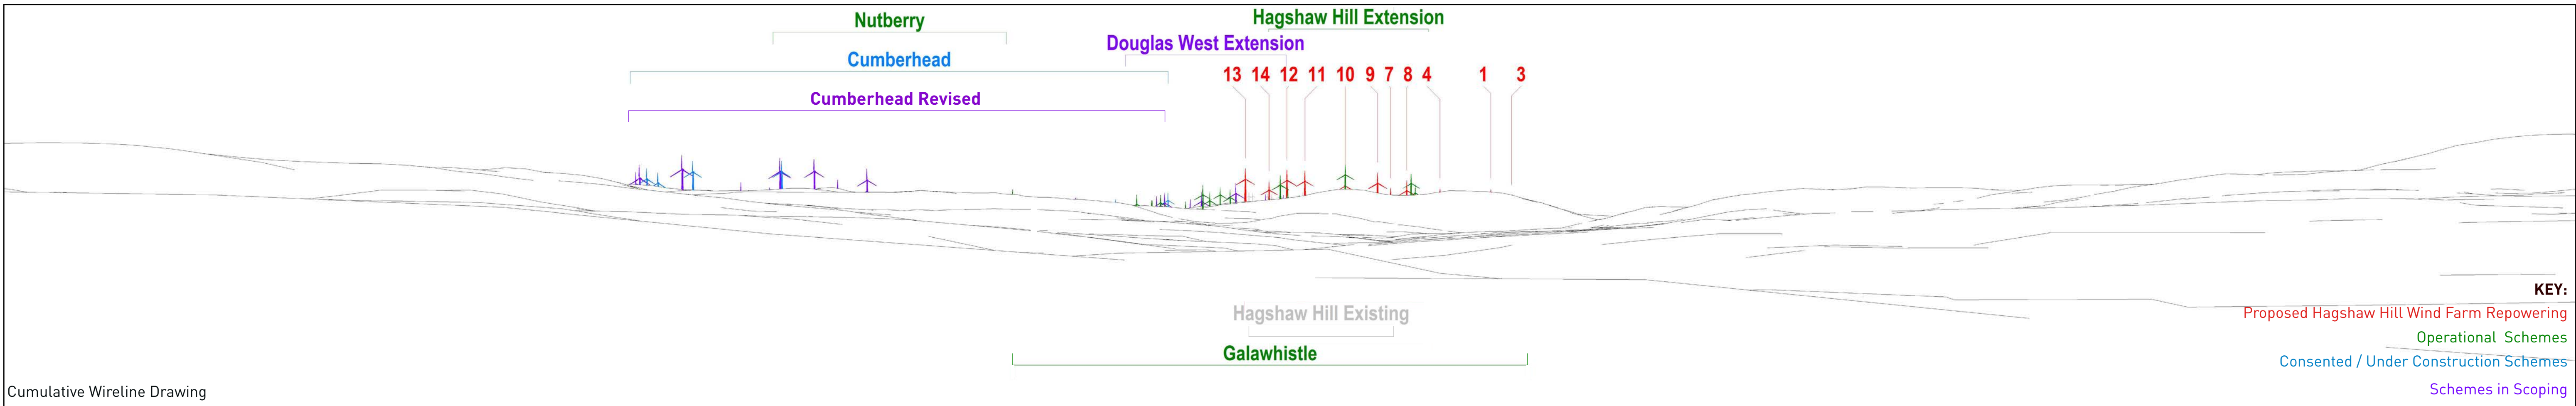 Nutberry
Hagshaw Hill Extension
Douglas West Extension
Cumberhead
13 14 12 11 10 9 7 8 4 1 3
Cumberhead Revised
KEY:
Hagshaw Hill Existing
Proposed Hagshaw Hill Wind Farm Repowering
Operational Schemes
Galawhistle
Consented / Under Construction Schemes
Cumulative Wireline Drawing
Schemes in Scoping